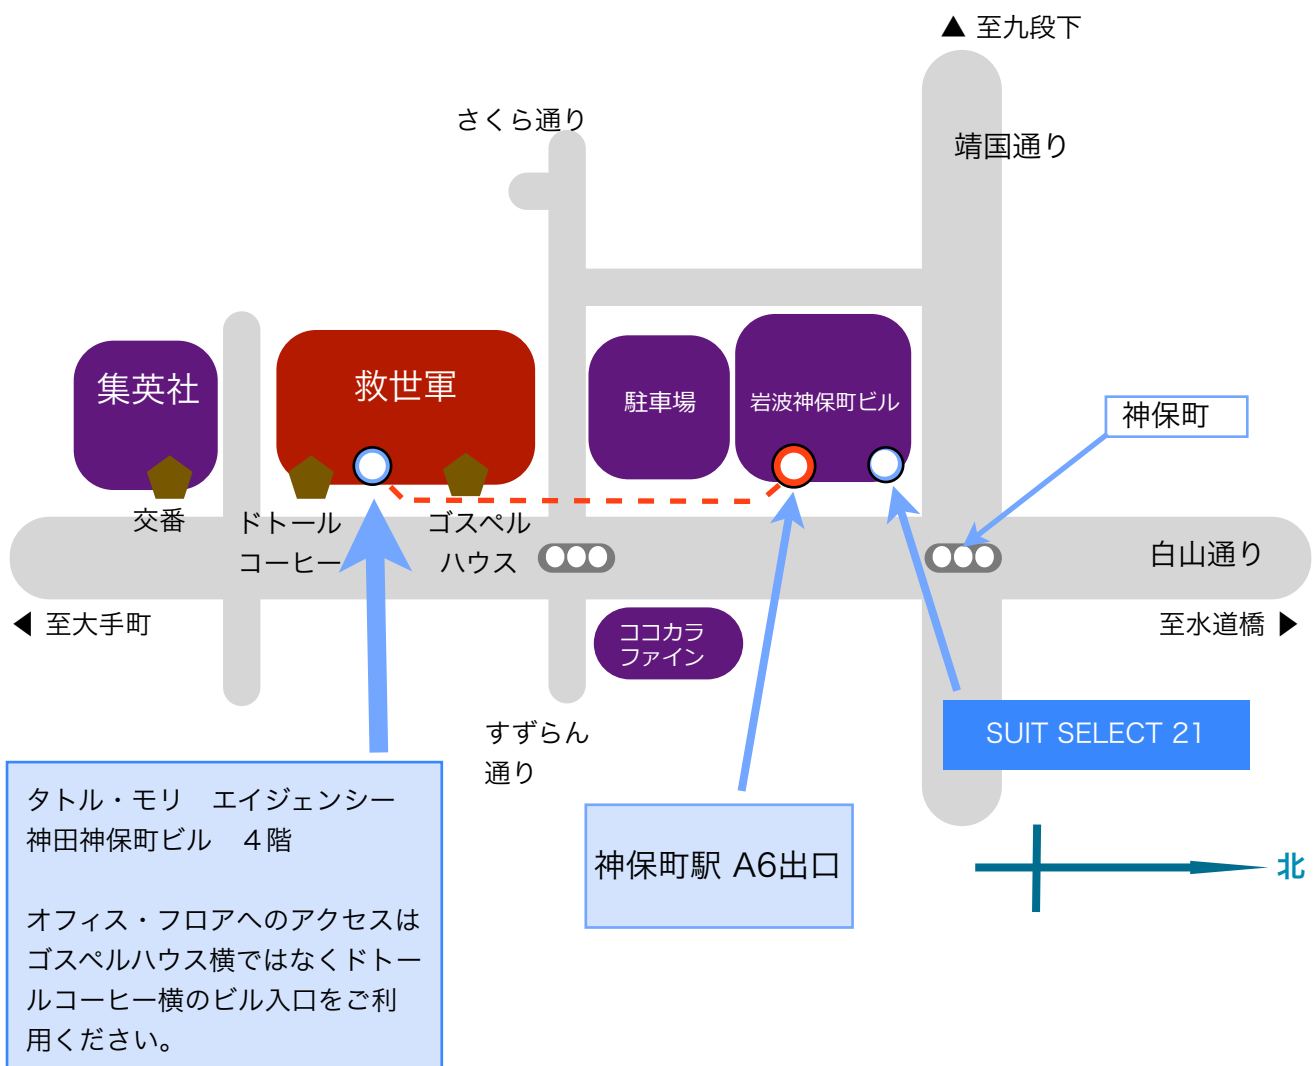 ▲ 至九段下
さくら通り
靖国通り
集英社
救世軍
駐車場
岩波神保町ビル
神保町
交番
ドトール
コーヒー
ゴスペル
ハウス
白山通り
◀ 至大手町
至水道橋 ▶
ココカラ
ファイン
すずらん
通り
SUIT SELECT 21
タトル・モリ　エイジェンシー
神田神保町ビル　４階
オフィス・フロアへのアクセスは
ゴスペルハウス横ではなくドトー
ルコーヒー横のビル入口をご利
用ください。
神保町駅 A6出口
北